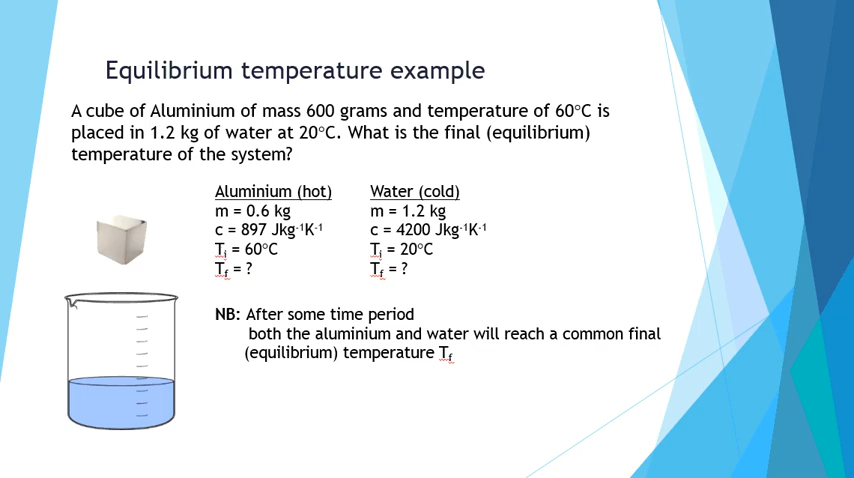 Equilibrium temperature example
A cube of Aluminium of mass 600 grams and temperature of 60°C is
placed in 1.2 kg of water at 20°C. What is the final (equilibrium)
temperature of the system?
Aluminium (hot)
m = 0.6 kg
c = 897 Jkg⁻¹K⁻¹
Tᵢ = 60°C
T_f = ?
Water (cold)
m = 1.2 kg
c = 4200 Jkg⁻¹K⁻¹
Tᵢ = 20°C
T_f = ?
NB: After some time period
both the aluminium and water will reach a common final
(equilibrium) temperature T_f